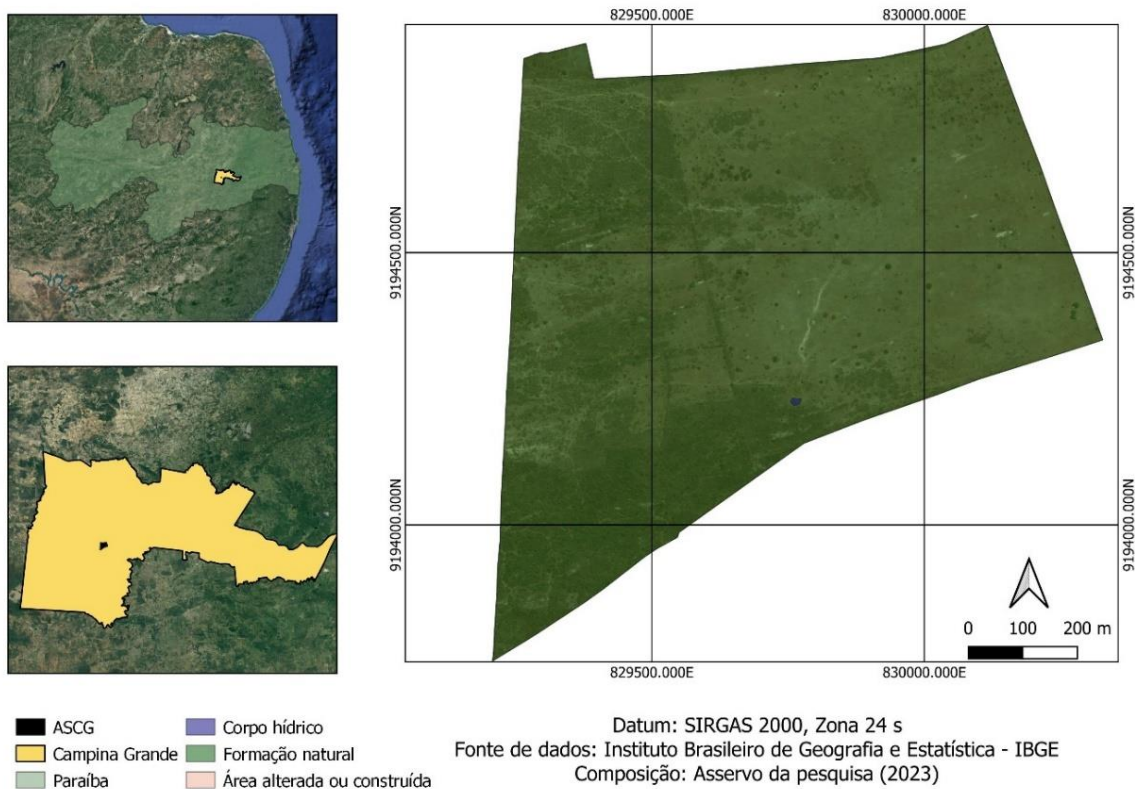 829500.000E
830000.000E
9194500.000N
9194500.000N
9194000.000N
9194000.000N
0 100 200 m
829500.000E
830000.000E
ASCG
Campina Grande
Paraíba
Corpo hídrico
Formação natural
Área alterada ou construída
Datum: SIRGAS 2000, Zona 24 s
Fonte de dados: Instituto Brasileiro de Geografia e Estatística - IBGE
Composição: Asservo da pesquisa (2023)